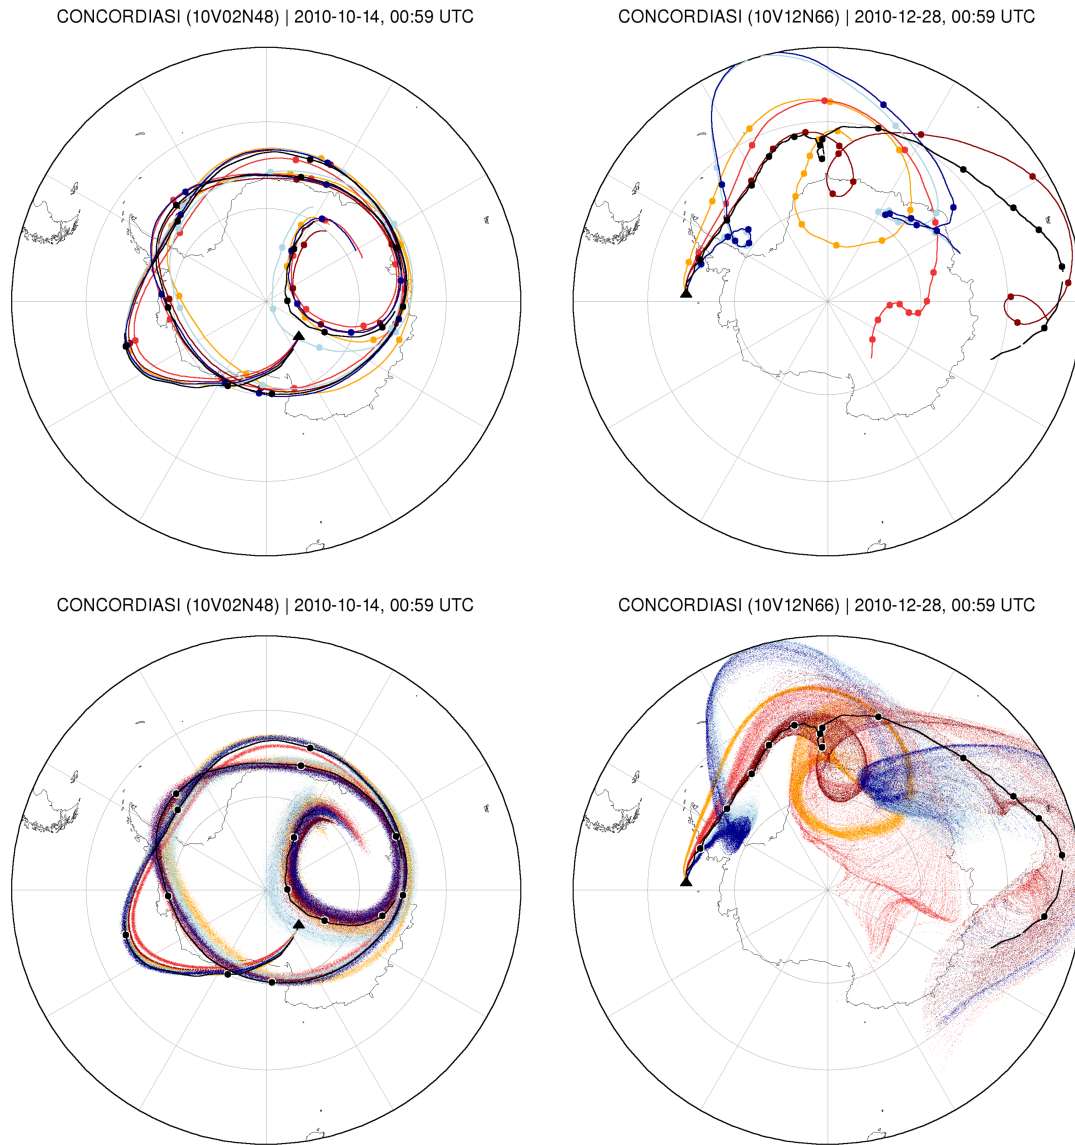 CONCORDIASI (10V02N48) | 2010-10-14, 00:59 UTC
CONCORDIASI (10V12N66) | 2010-12-28, 00:59 UTC
CONCORDIASI (10V02N48) | 2010-10-14, 00:59 UTC
CONCORDIASI (10V12N66) | 2010-12-28, 00:59 UTC